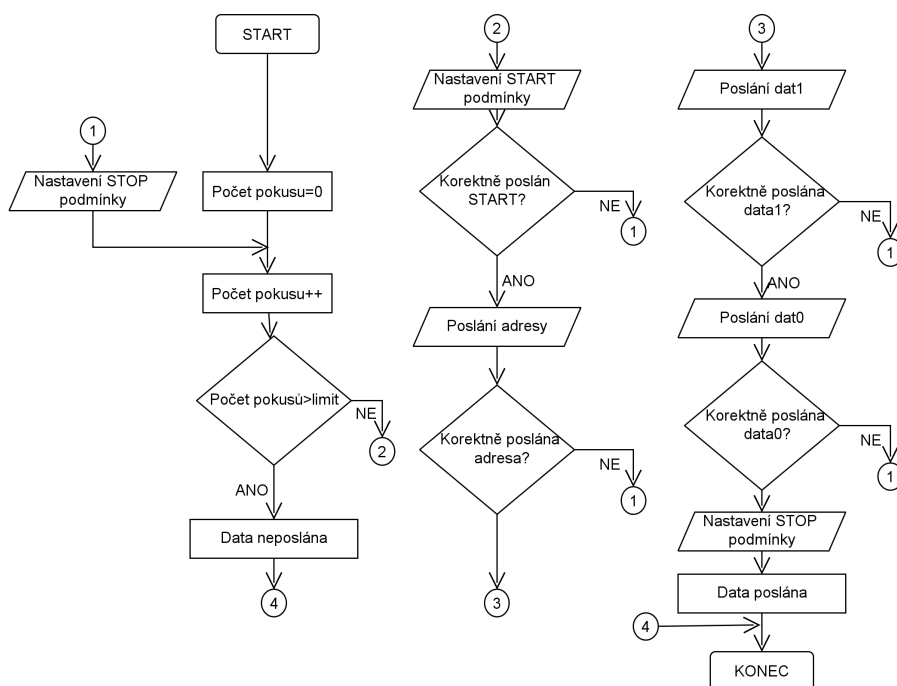 START
1
Nastavení STOP
podmínky
Počet pokusu=0
Počet pokusu++
Počet pokusů>limit
NE
2
ANO
Data neposlána
4
2
Nastavení START
podmínky
Korektně poslán
START?
NE
1
ANO
Poslání adresy
Korektně poslána
adresa?
NE
1
3
3
Poslání dat1
Korektně poslána
data1?
NE
1
ANO
Poslání dat0
Korektně poslána
data0?
NE
1
Nastavení STOP
podmínky
Data poslána
4
KONEC